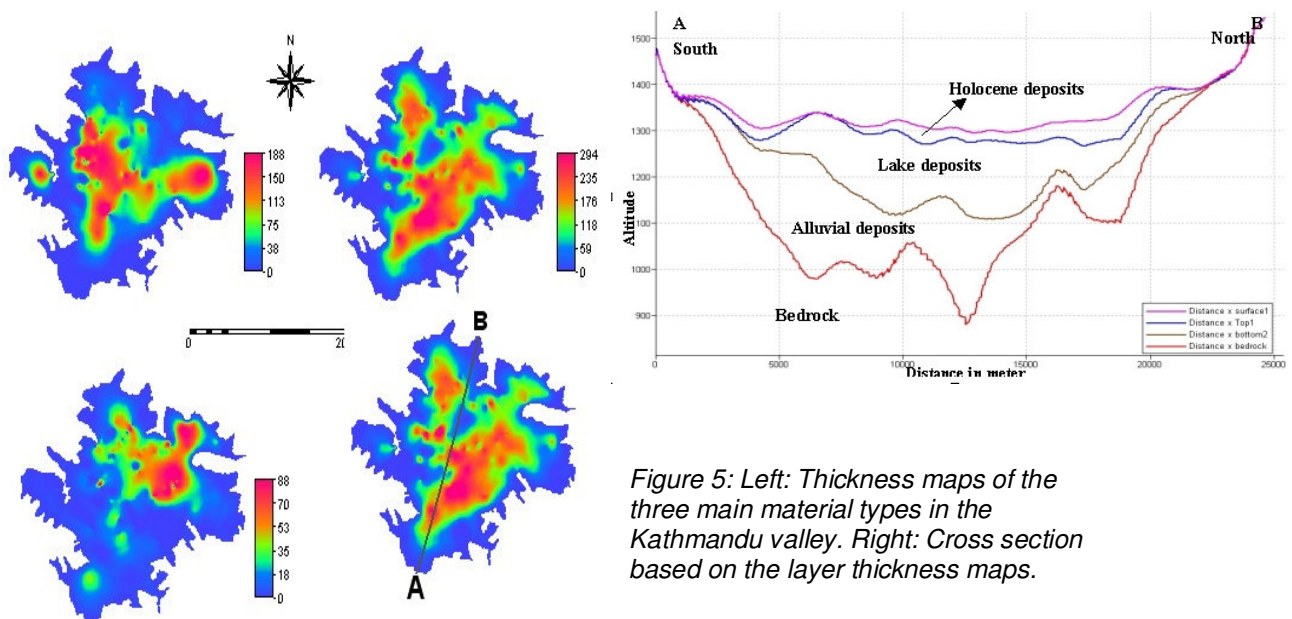 N
188
150
113
75
38
0
294
235
176
118
59
0
0
20
88
70
53
35
18
0
B
A
A
South
B
North
Holocene deposits
Lake deposits
Alluvial deposits
Bedrock
Altitude
1500
1400
1300
1200
1100
1000
900
0
5000
10000
15000
20000
25000
Distance in meter
Distance x surface1
Distance x Top1
Distance x bottom2
Distance x bedrock
Figure 5: Left: Thickness maps of the
three main material types in the
Kathmandu valley. Right: Cross section
based on the layer thickness maps.